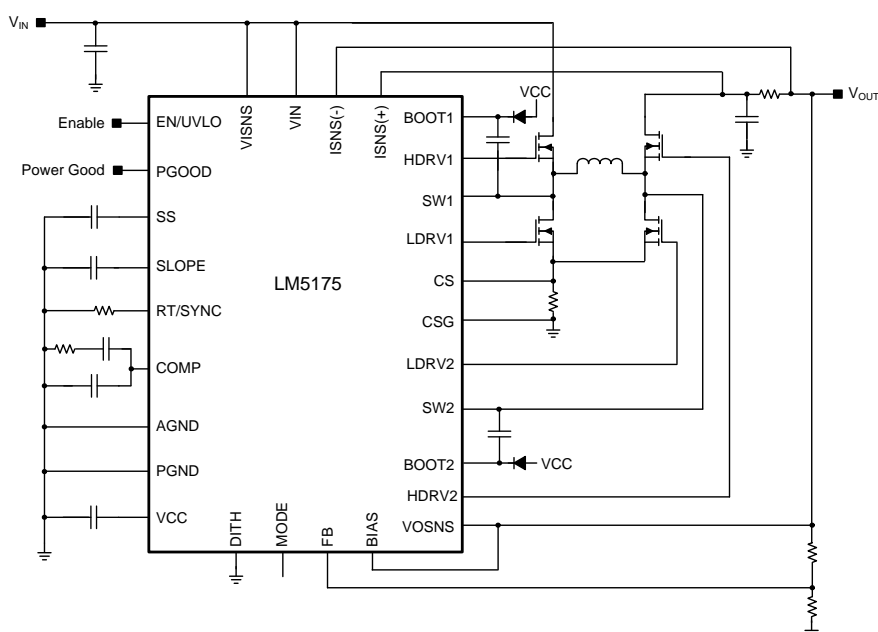 VIN
VISNS
VIN
ISNS(-)
ISNS(+)
VCC
VOUT
Enable
EN/UVLO
BOOT1
Power Good
PGOOD
HDRV1
SS
SW1
LDRV1
SLOPE
LM5175
CS
RT/SYNC
CSG
COMP
LDRV2
SW2
AGND
PGND
BOOT2
VCC
HDRV2
VCC
VOSNS
DITH
MODE
FB
BIAS